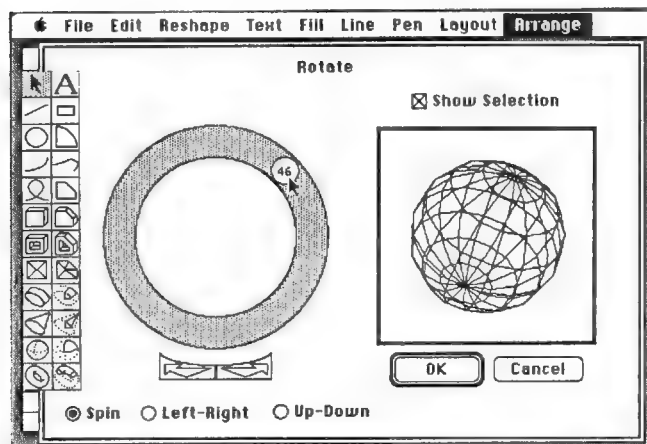 File Edit Reshape Text Fill Line Pen Layout Arrange
Rotate
A
Show Selection
46
OK Cancel
Spin Left-Right Up-Down